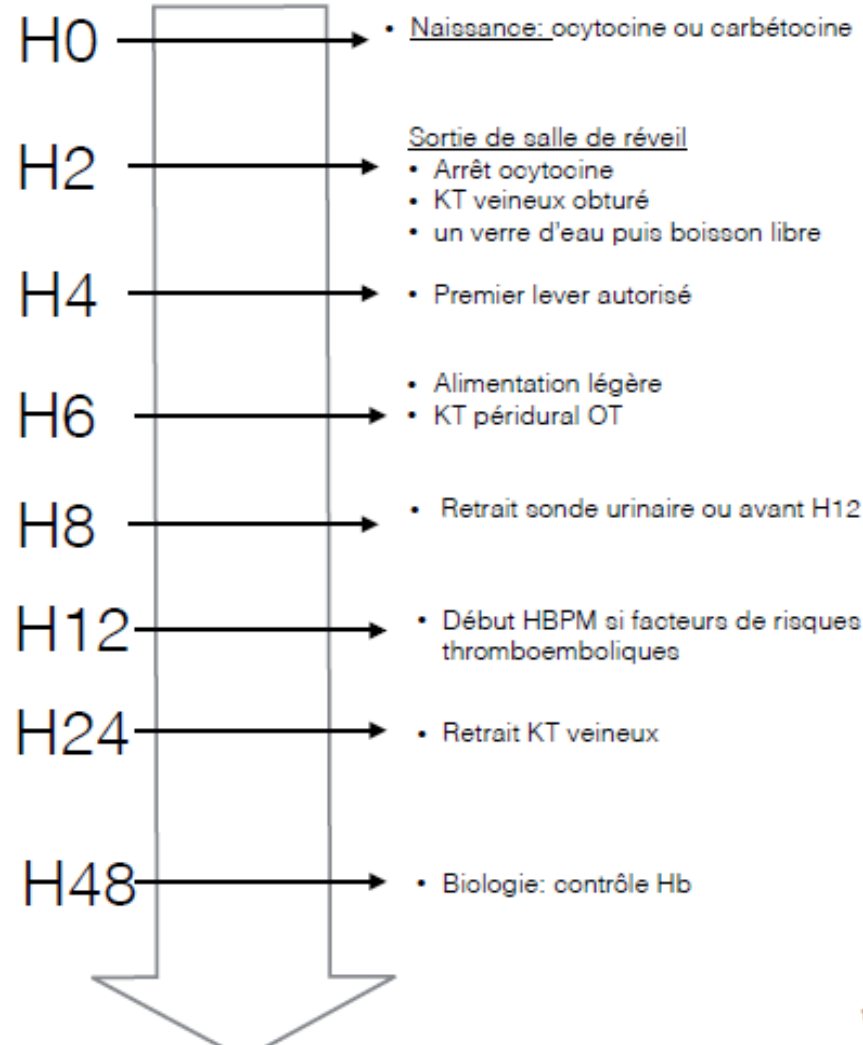 H0
• Naissance: ocytocine ou carbétocine
H2
Sortie de salle de réveil
• Arrêt ocytocine
• KT veineux obturé
• un verre d'eau puis boisson libre
H4
• Premier lever autorisé
H6
• Alimentation légère
• KT péridural OT
H8
• Retrait sonde urinaire ou avant H12
H12
• Début HBPM si facteurs de risques
thromboemboliques
H24
• Retrait KT veineux
H48
• Biologie: contrôle Hb